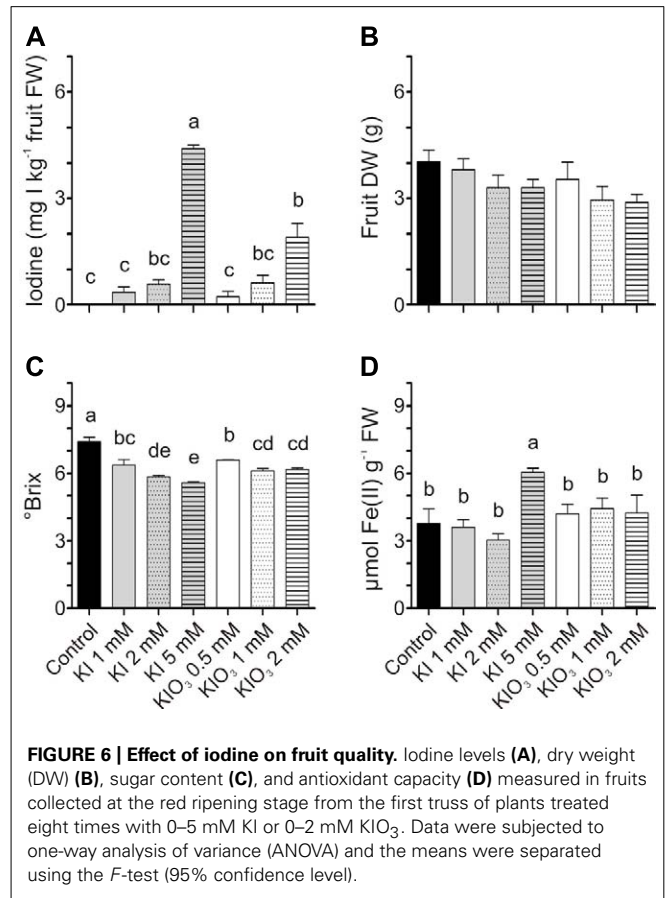 A
B
Iodine (mg I kg⁻¹ fruit FW)
6
3
0
c
c
bc
a
c
bc
b
Fruit DW (g)
6
3
0
C
D
°Brix
9
6
3
0
a
bc
de
e
b
cd
cd
Control
KI 1 mM
KI 2 mM
KI 5 mM
KIO₃ 0.5 mM
KIO₃ 1 mM
KIO₃ 2 mM
µmol Fe(II) g⁻¹ FW
9
6
3
0
b
b
b
a
b
b
b
Control
KI 1 mM
KI 2 mM
KI 5 mM
KIO₃ 0.5 mM
KIO₃ 1 mM
KIO₃ 2 mM
FIGURE 6 | Effect of iodine on fruit quality. Iodine levels (A), dry weight
(DW) (B), sugar content (C), and antioxidant capacity (D) measured in fruits
collected at the red ripening stage from the first truss of plants treated
eight times with 0–5 mM KI or 0–2 mM KIO₃. Data were subjected to
one-way analysis of variance (ANOVA) and the means were separated
using the F-test (95% confidence level).